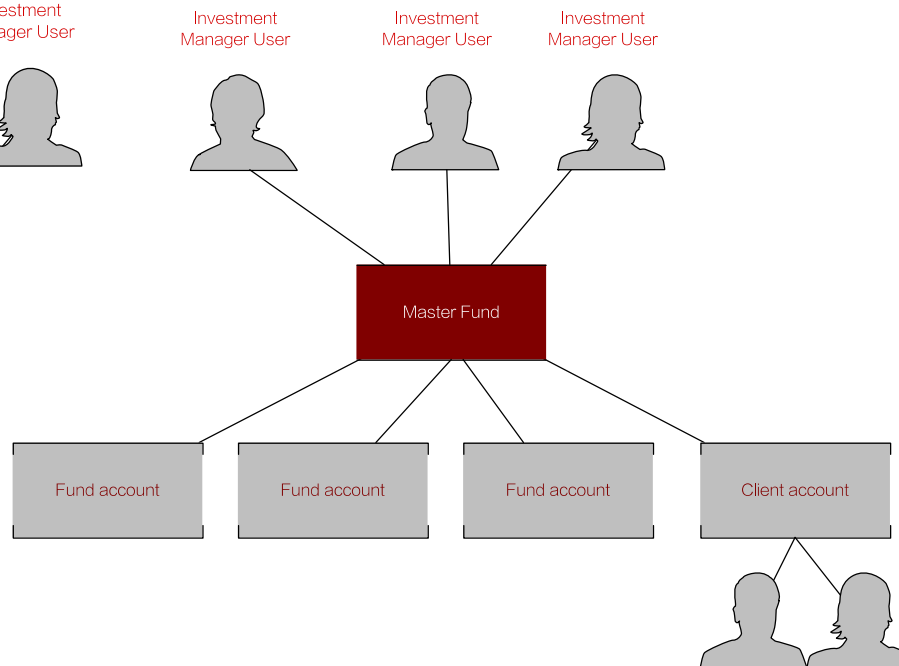 Investment
Manager User
Investment
Manager User
Investment
Manager User
User
Master Fund
Fund account
Fund account
Fund account
Client account